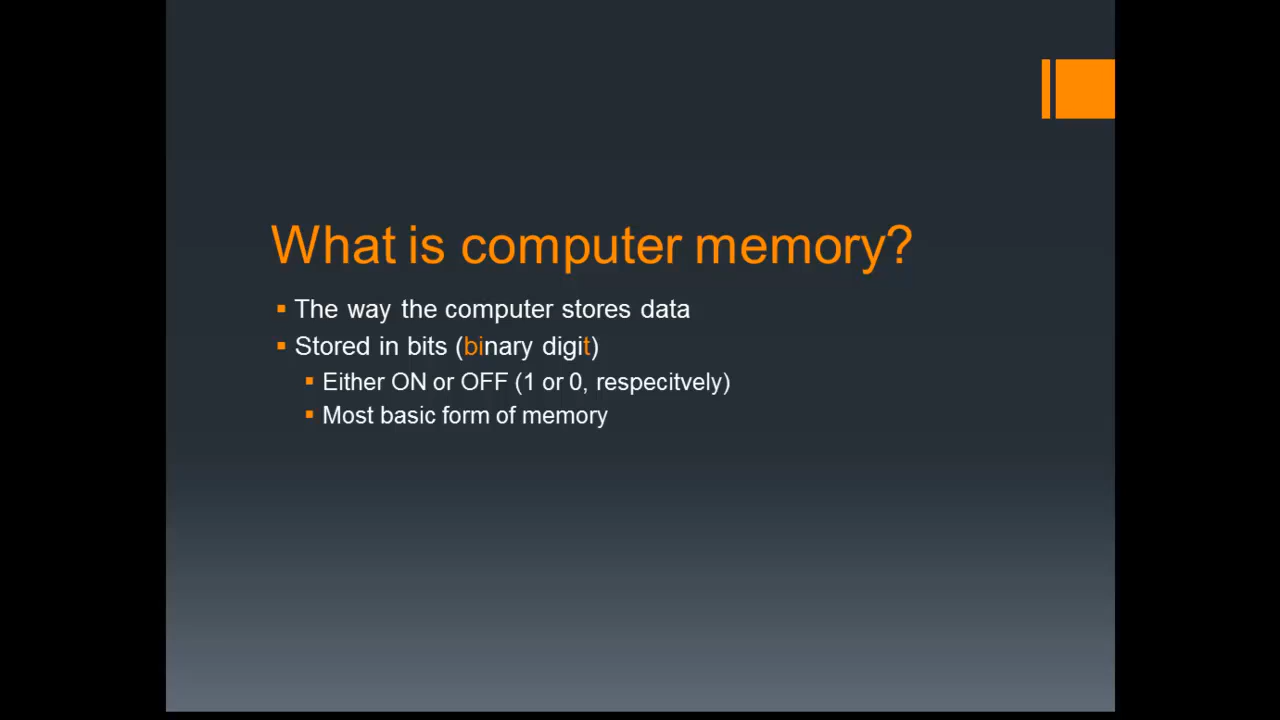 What is computer memory?
The way the computer stores data
Stored in bits (binary digit)
Either ON or OFF (1 or 0, respecitvely)
Most basic form of memory